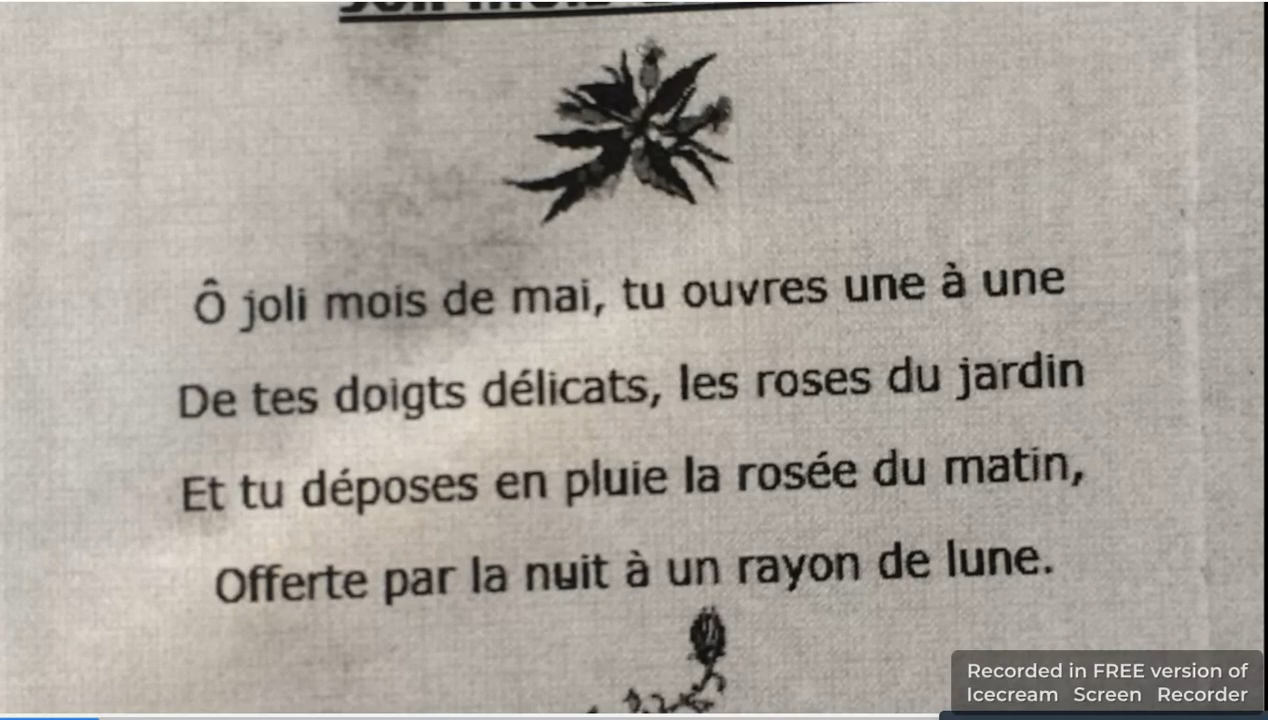 Ô joli mois de mai, tu ouvres une à une
De tes doigts délicats, les roses du jardin
Et tu déposes en pluie la rosée du matin,
Offerte par la nuit à un rayon de lune.
Recorded in FREE version of
Icecream Screen Recorder